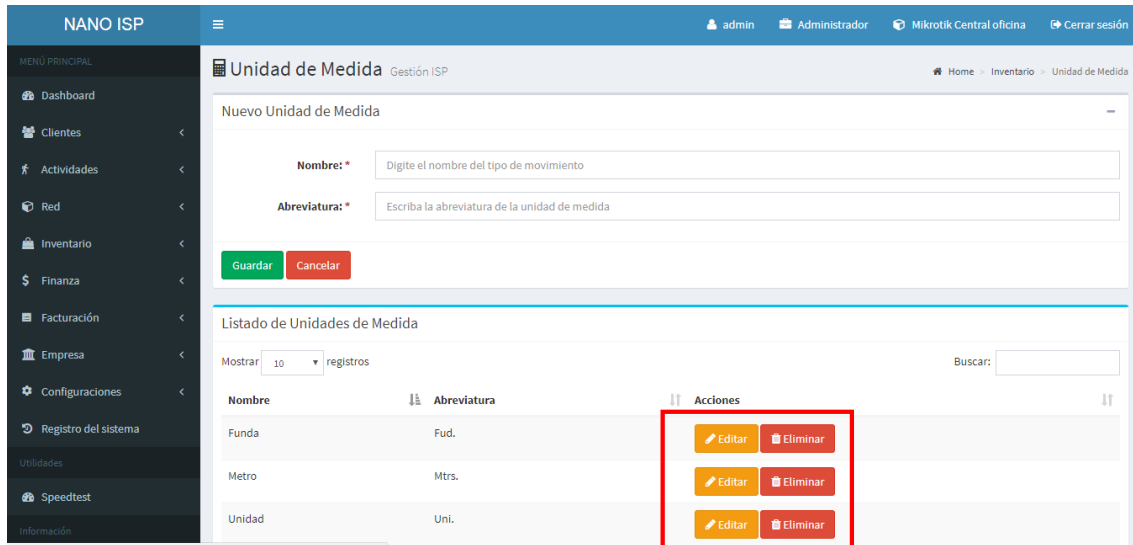 NANO ISP
admin Administrador Mikrotik Central oficina Cerrar sesión
MENÚ PRINCIPAL
Dashboard
Clientes
Actividades
Red
Inventario
Finanza
Facturación
Empresa
Configuraciones
Registro del sistema
Utilidades
Speedtest
Información
Unidad de Medida Gestión ISP
Home > Inventario > Unidad de Medida
Nuevo Unidad de Medida
Nombre: * Digite el nombre del tipo de movimiento
Abreviatura: * Escriba la abreviatura de la unidad de medida
Guardar Cancelar
Listado de Unidades de Medida
Mostrar 10 registros Buscar:
Nombre Abreviatura Acciones
Funda Fud. Editar Eliminar
Metro Mtrs. Editar Eliminar
Unidad Uni. Editar Eliminar